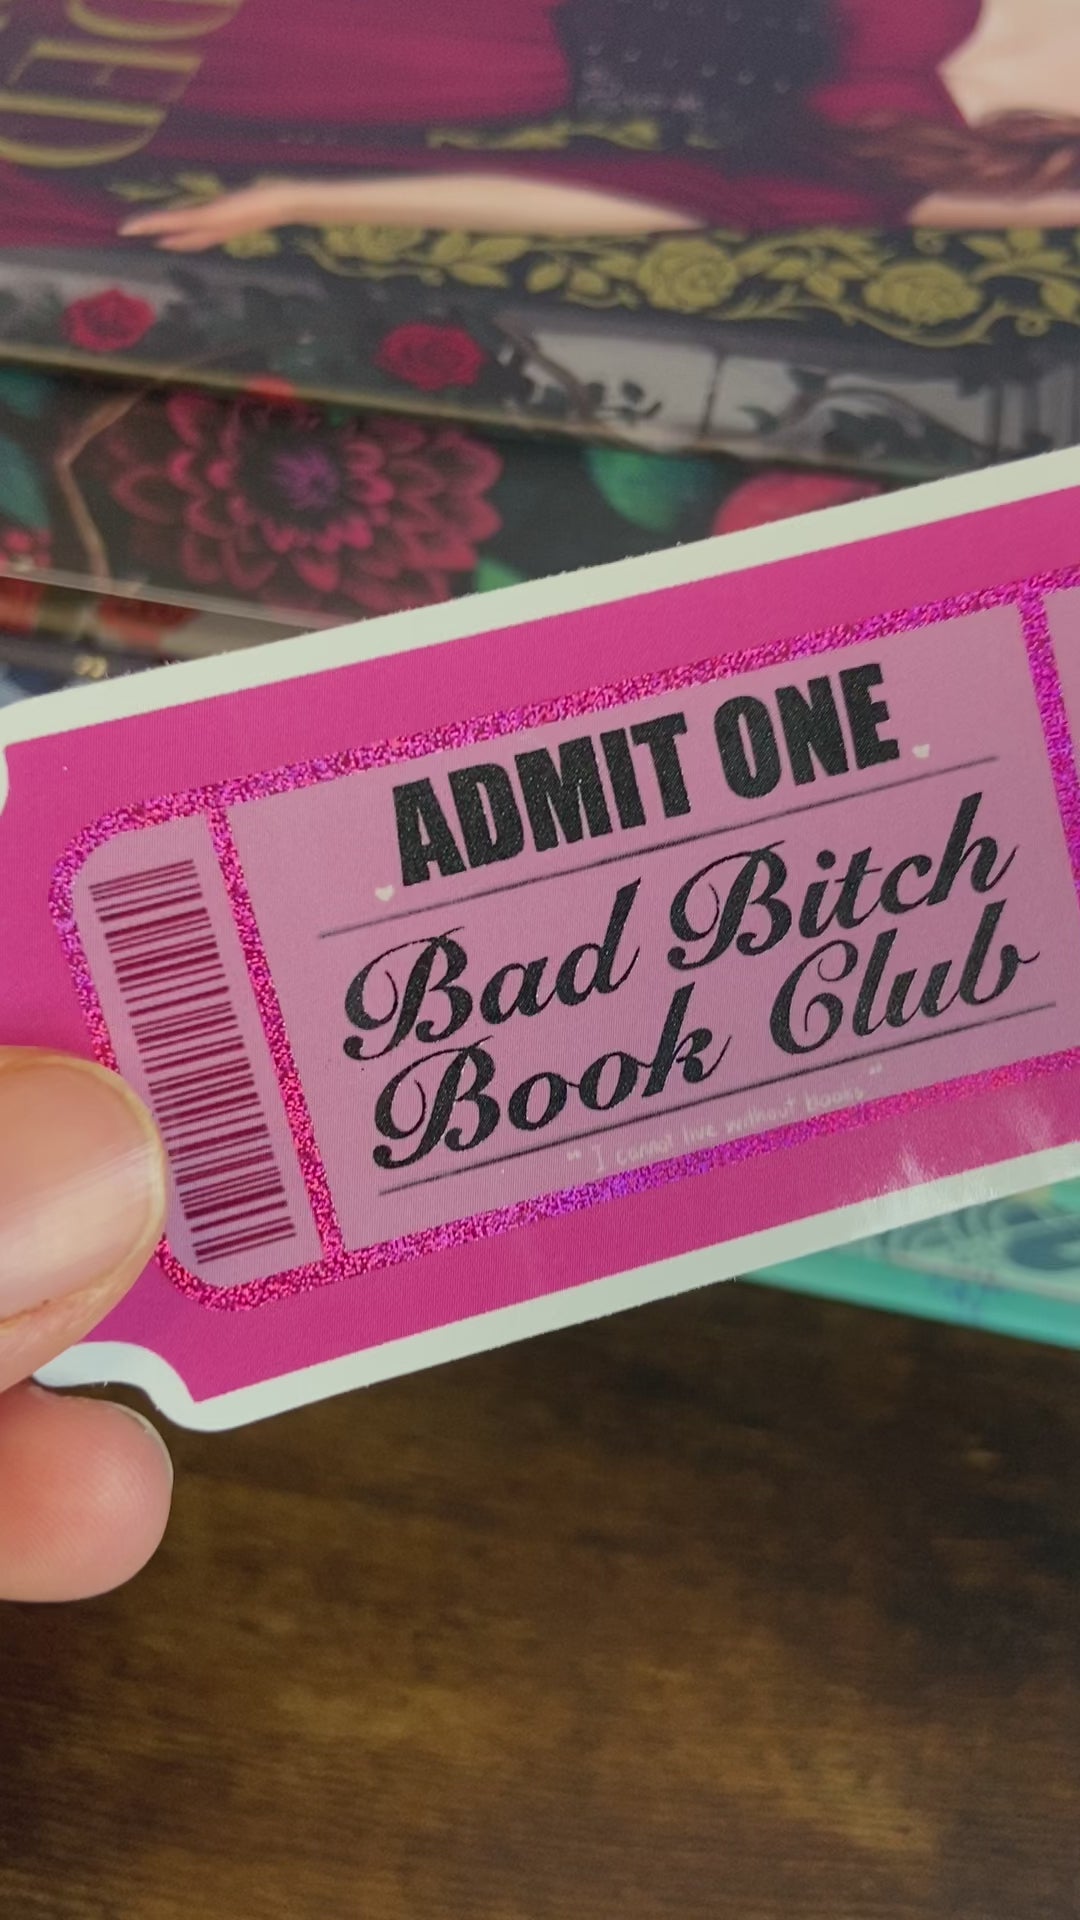 ADMIT ONE
Bad Bitch
Book Club
" I cannot live without books "